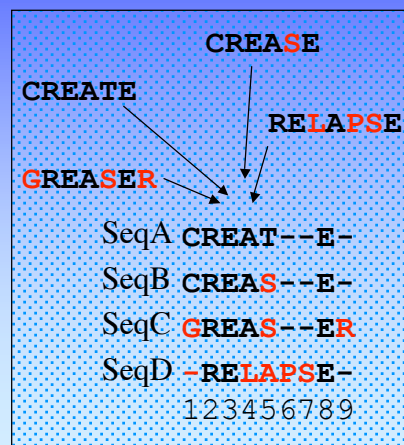 CREASE
CREATE
RELAPSE
GREASER
SeqA CREAT--E-
SeqB CREAS--E-
SeqC GREAS--ER
SeqD -RELAPSE-
123456789